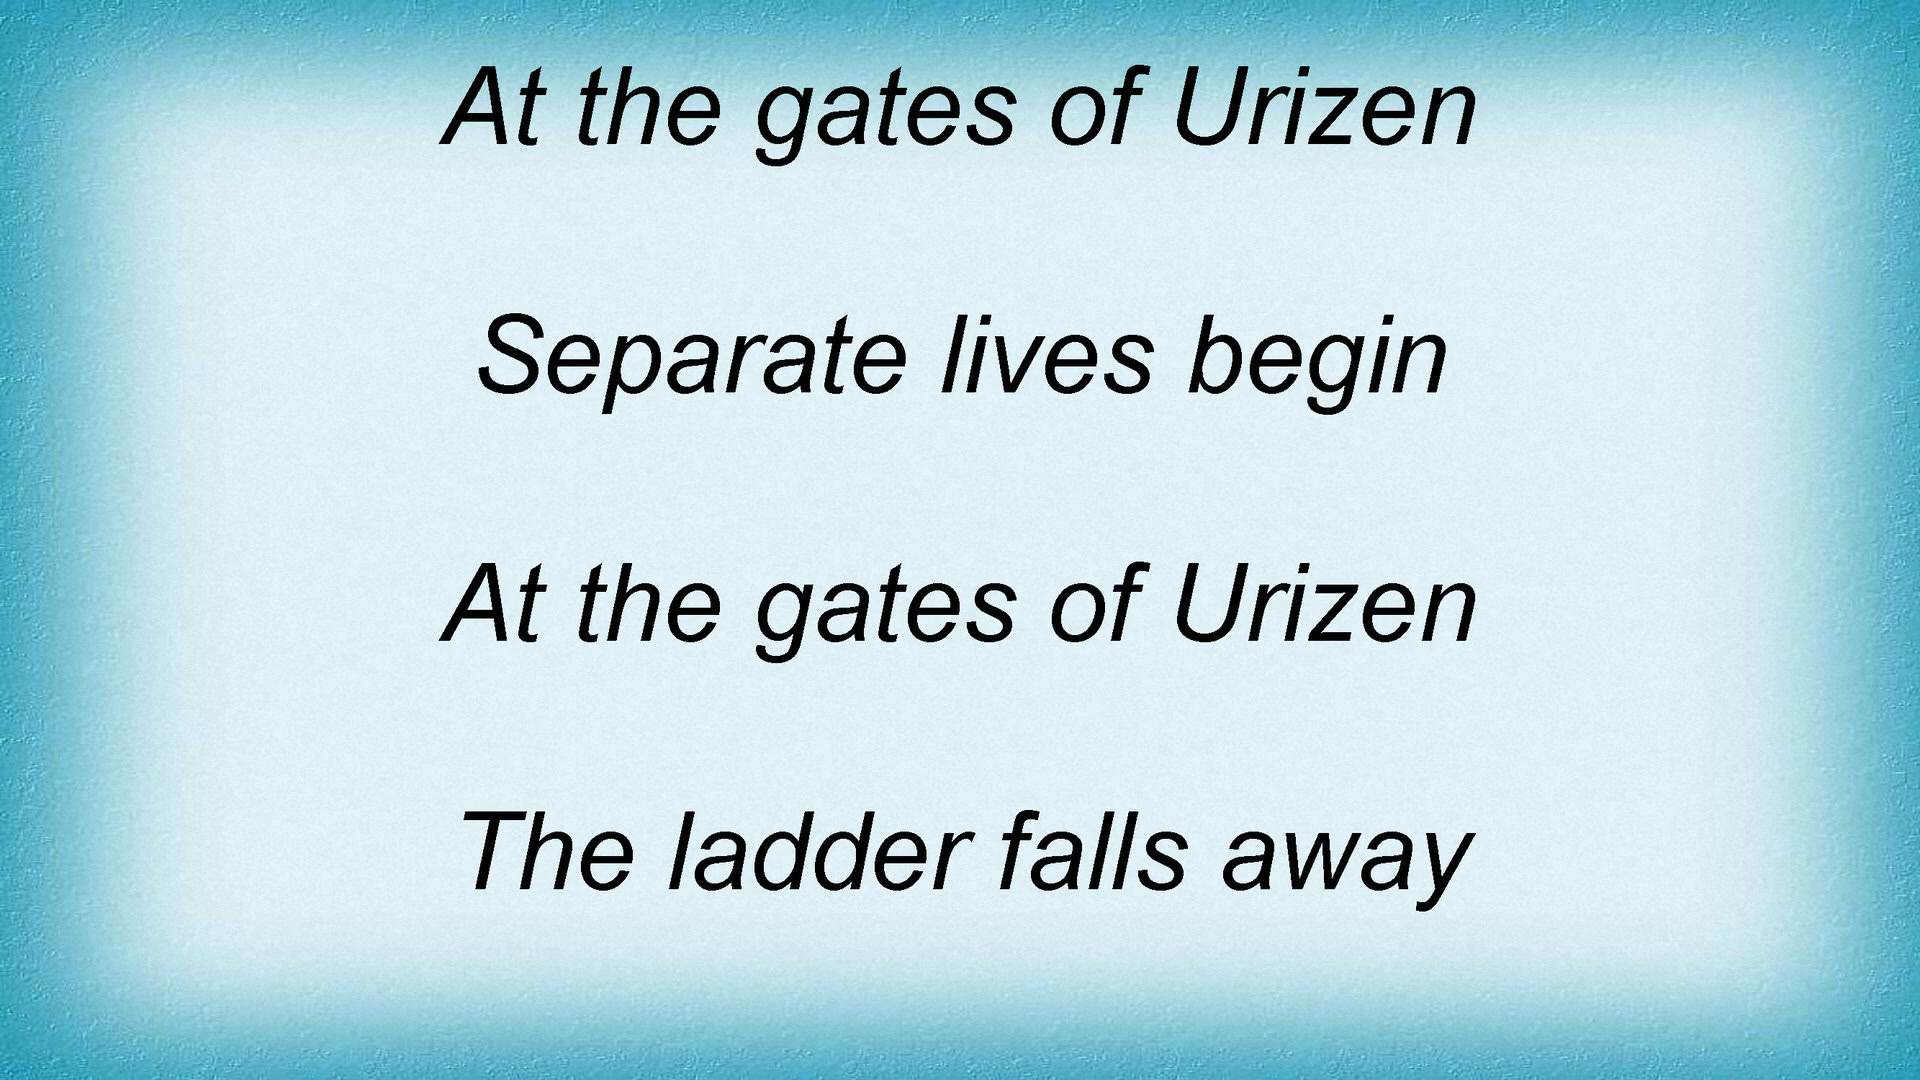 At the gates of Urizen
Separate lives begin
At the gates of Urizen
The ladder falls away